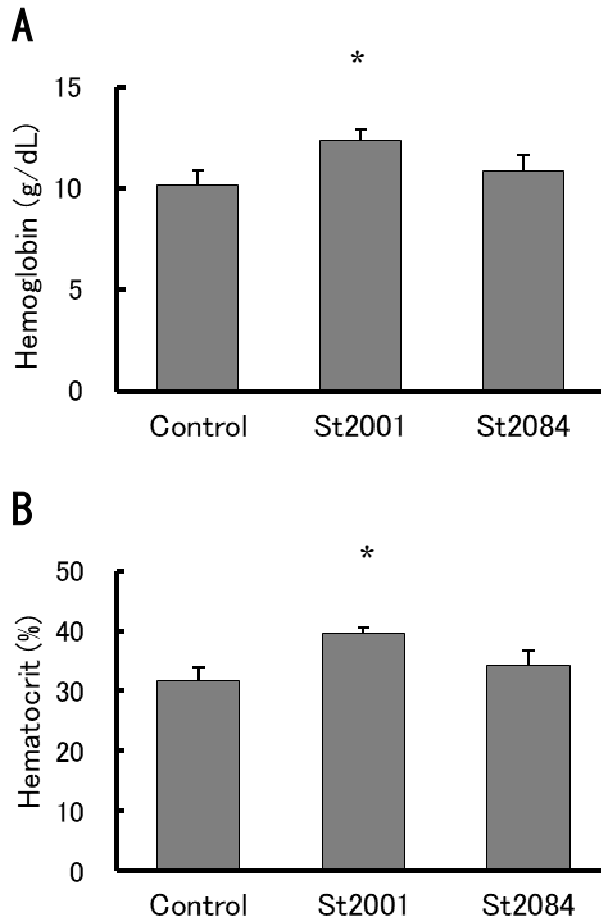 A
*
15
10
5
0
Hemoglobin (g/dL)
Control St2001 St2084
B
*
50
40
30
20
10
0
Hematocrit (%)
Control St2001 St2084